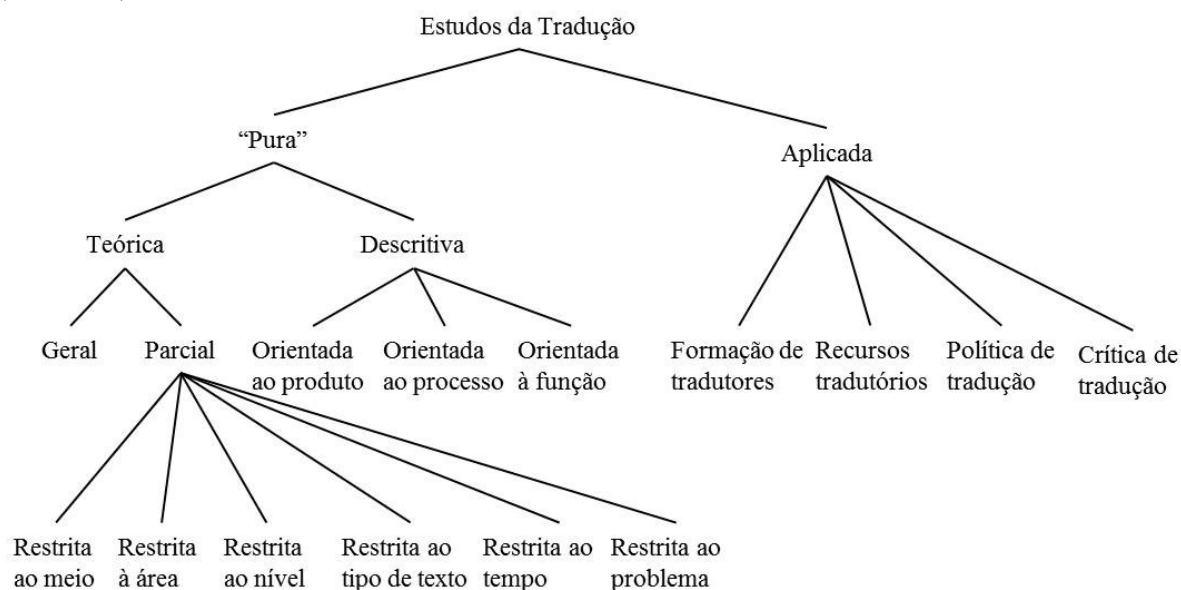 Estudos da Tradução
“Pura”
Aplicada
Teórica
Descritiva
Geral
Parcial
Orientada
ao produto
Orientada
ao processo
Orientada
à função
Formação de
tradutores
Recursos
tradutórios
Política de
tradução
Crítica de
tradução
Restrita
ao meio
Restrita
à área
Restrita
ao nível
Restrita ao
tipo de texto
Restrita ao
tempo
Restrita ao
problema